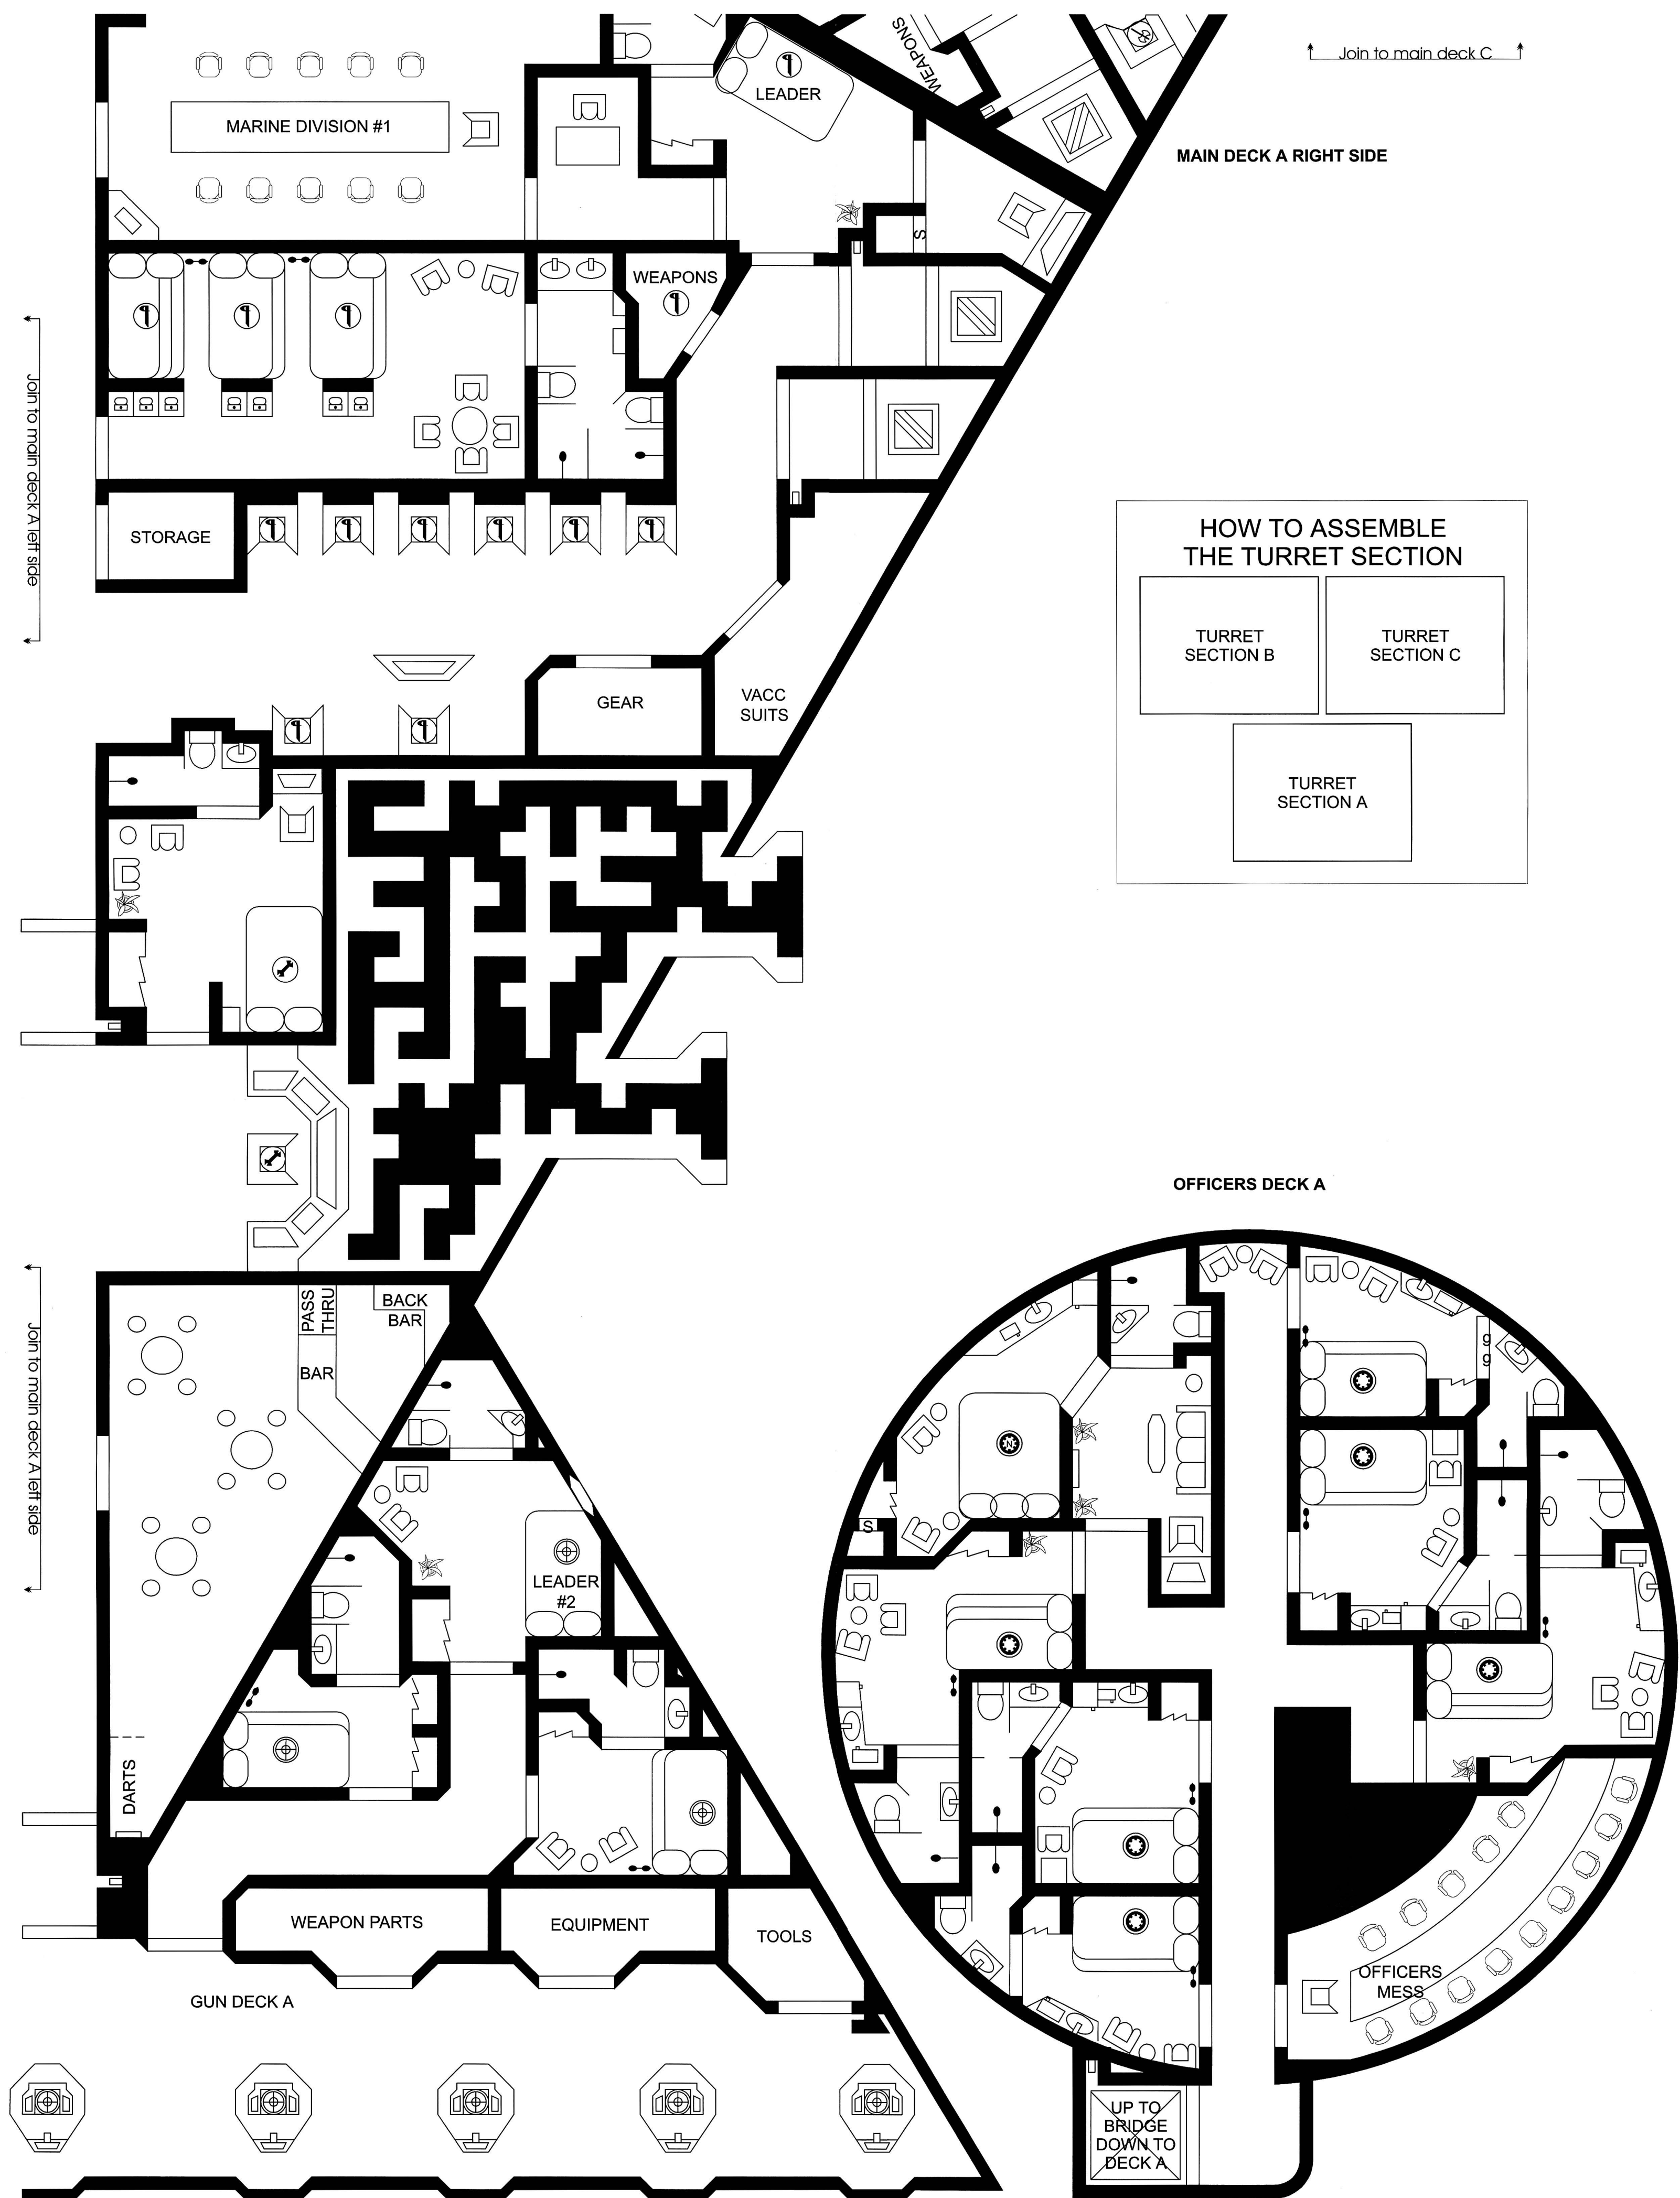 WEAPONS
Join to main deck C
LEADER
MARINE DIVISION #1
MAIN DECK A RIGHT SIDE
S
WEAPONS
Join to main deck A left side
STORAGE
HOW TO ASSEMBLE
THE TURRET SECTION
TURRET
SECTION B
TURRET
SECTION C
TURRET
SECTION A
GEAR
VACC
SUITS
OFFICERS DECK A
Join to main deck A left side
PASS
THRU
BACK
BAR
BAR
g
g
N
S
LEADER
#2
DARTS
WEAPON PARTS
EQUIPMENT
TOOLS
GUN DECK A
OFFICERS
MESS
UP TO
BRIDGE
DOWN TO
DECK A